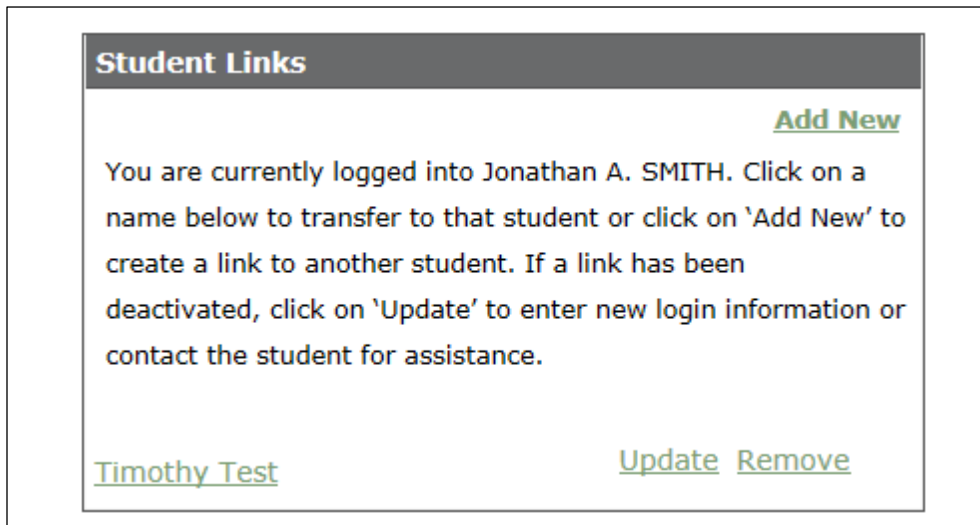 Student Links
Add New
You are currently logged into Jonathan A. SMITH. Click on a
name below to transfer to that student or click on ‘Add New’ to
create a link to another student. If a link has been
deactivated, click on ‘Update’ to enter new login information or
contact the student for assistance.
Timothy Test Update Remove